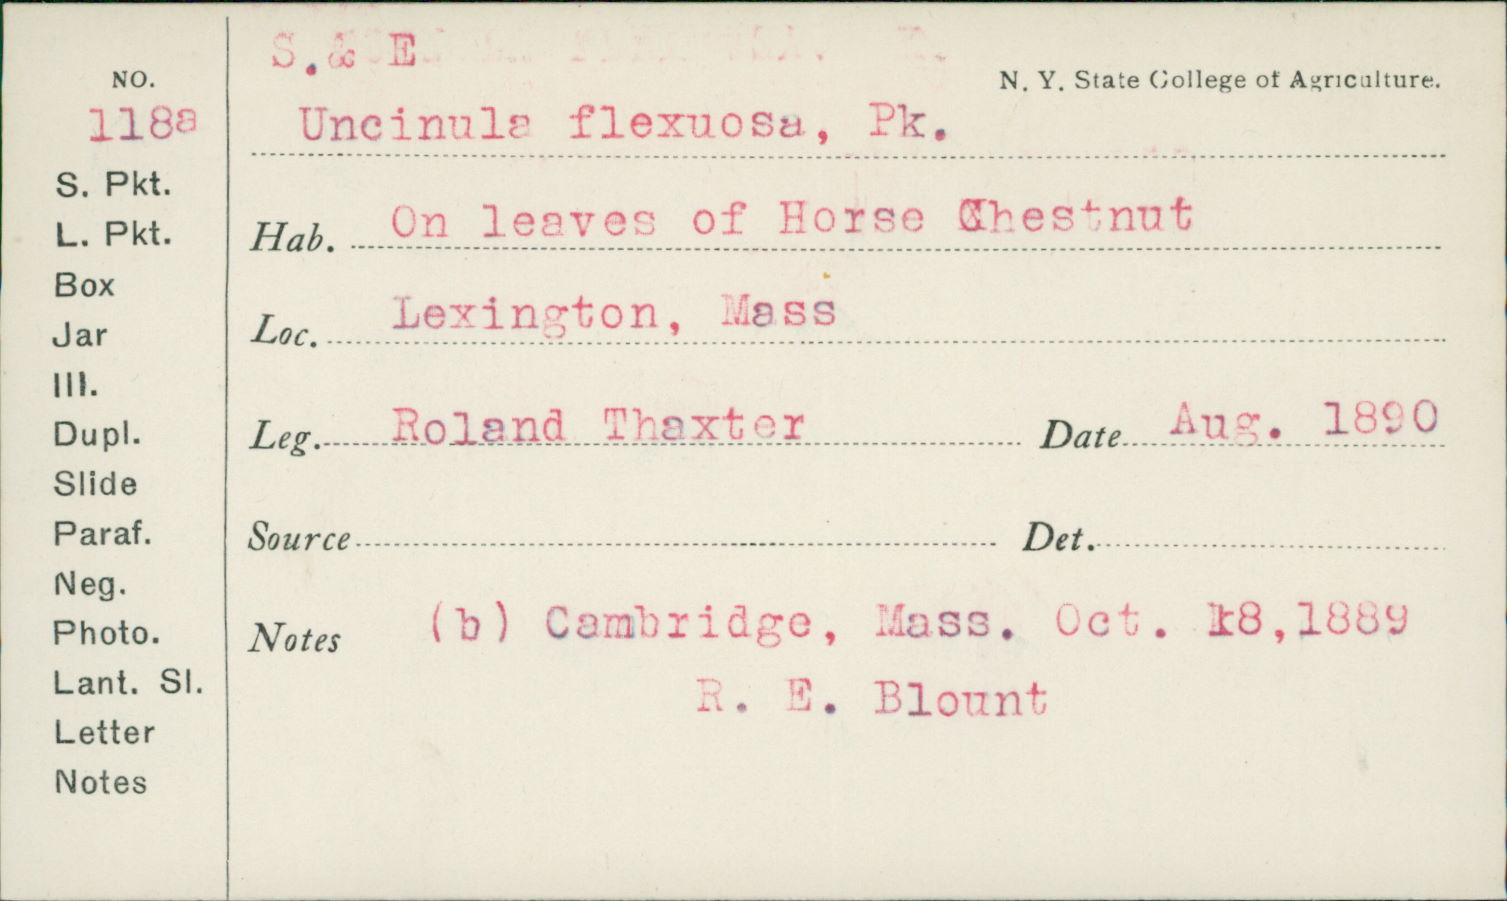 S.& E
N. Y. State College of Agriculture.
NO.
118a
Uncinula flexuosa, Pk.
S. Pkt.
L. Pkt.
Hab. On leaves of Horse Chestnut
Box
Jar
Loc. Lexington, Mass
Ill.
Dupl.
Leg. Roland Thaxter Date Aug. 1890
Slide
Paraf.
Source Det.
Neg.
Photo.
Notes (b) Cambridge, Mass. Oct. 18,1889
Lant. Sl.
R. E. Blount
Letter
Notes